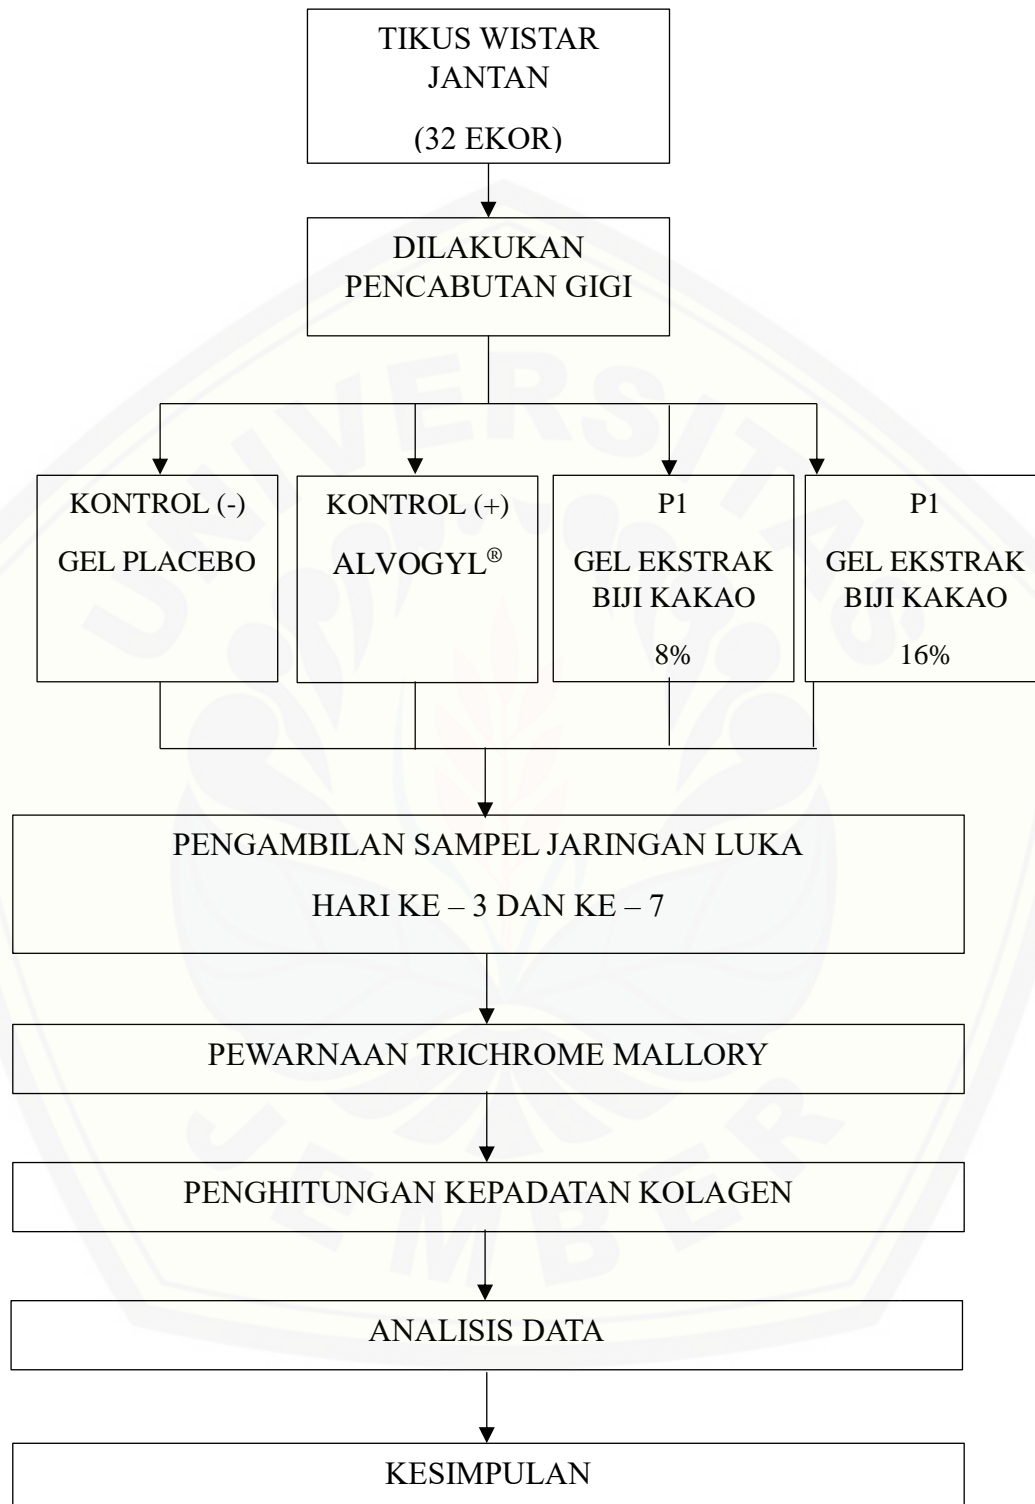 TIKUS WISTAR
JANTAN
(32 EKOR)
DILAKUKAN
PENCABUTAN GIGI
KONTROL (-)
GEL PLACEBO
KONTROL (+)
ALVOGYL®
P1
GEL EKSTRAK
BIJI KAKAO
8%
P1
GEL EKSTRAK
BIJI KAKAO
16%
PENGAMBILAN SAMPEL JARINGAN LUKA
HARI KE – 3 DAN KE – 7
PEWARNAAN TRICHROME MALLORY
PENGHITUNGAN KEPADATAN KOLAGEN
ANALISIS DATA
KESIMPULAN
UNIVERSITAS
JEMBER